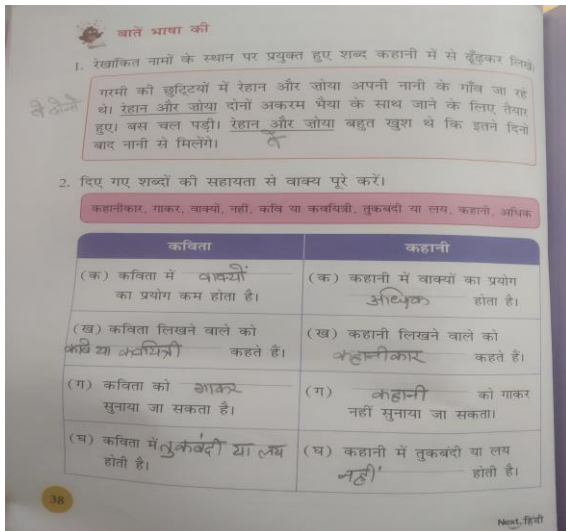 बातें भाषा की
1. रेखांकित नामों के स्थान पर प्रयुक्त हुए शब्द कहानी में से ढूँढ़कर लिखें।
गरमी की छुट्टियों में रेहान और ज़ोया अपनी नानी के गाँव जा रहे
वे दोनों
थे। रेहान और ज़ोया दोनों अकरम भैया के साथ जाने के लिए तैयार
हुए। बस चल पड़ी। रेहान और ज़ोया बहुत खुश थे कि इतने दिनों
वे
बाद नानी से मिलेंगे।
2. दिए गए शब्दों की सहायता से वाक्य पूरे करें।
कहानीकार, गाकर, वाक्यों, नहीं, कवि या कवयित्री, तुकबंदी या लय, कहानी, अधिक
कविता
कहानी
(क) कविता में वाक्यों
का प्रयोग कम होता है।
(क) कहानी में वाक्यों का प्रयोग
अधिक होता है।
(ख) कविता लिखने वाले को
कवि या कवयित्री कहते हैं।
(ख) कहानी लिखने वाले को
कहानीकार कहते हैं।
(ग) कविता को गाकर
सुनाया जा सकता है।
(ग) कहानी को गाकर
नहीं सुनाया जा सकता।
(घ) कविता में तुकबंदी या लय
होती है।
(घ) कहानी में तुकबंदी या लय
नहीं होती है।
38
Next, हिंदी